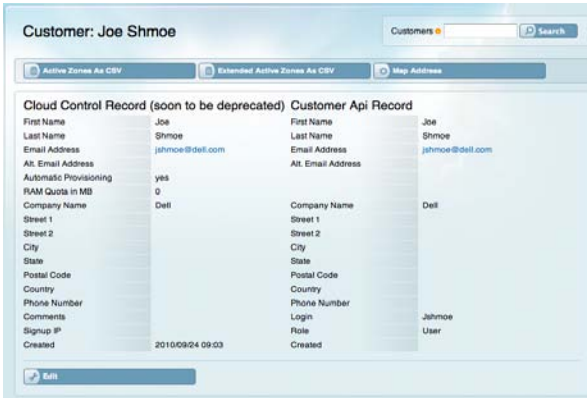 Customer: Joe Shmoe
Customers
Search
Active Zones As CSV
Extended Active Zones As CSV
Map Address
Cloud Control Record (soon to be deprecated) Customer Api Record
First Name Joe First Name Joe
Last Name Shmoe Last Name Shmoe
Email Address jshmoe@dell.com Email Address jshmoe@dell.com
Alt. Email Address Alt. Email Address
Automatic Provisioning yes
RAM Quota in MB 0
Company Name Dell Company Name Dell
Street 1 Street 1
Street 2 Street 2
City City
State State
Postal Code Postal Code
Country Country
Phone Number Phone Number
Comments Login Jshmoe
Signup IP Role User
Created 2010/09/24 09:03 Created
Edit